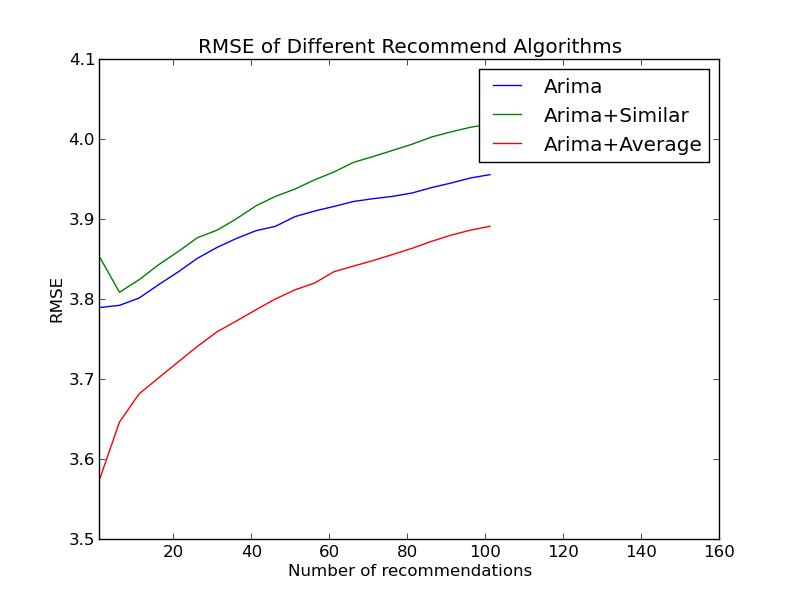 RMSE of Different Recommend Algorithms
4.1
4.0
3.9
3.8
3.7
3.6
3.5
RMSE
Arima
Arima+Similar
Arima+Average
20 40 60 80 100 120 140 160
Number of recommendations